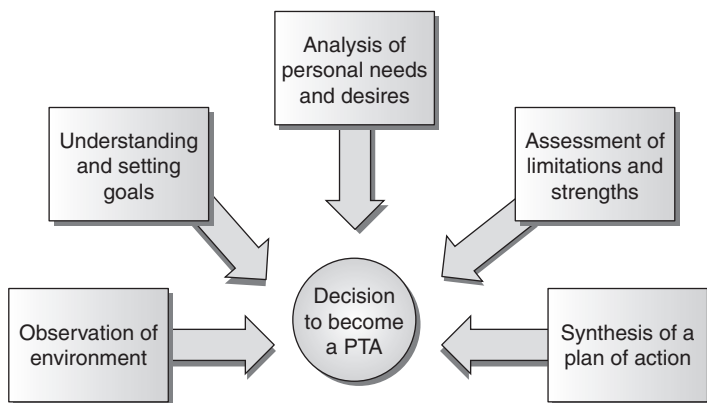 Analysis of
personal needs
and desires
Understanding
and setting
goals
Assessment of
limitations and
strengths
Observation of
environment
Decision
to become
a PTA
Synthesis of a
plan of action